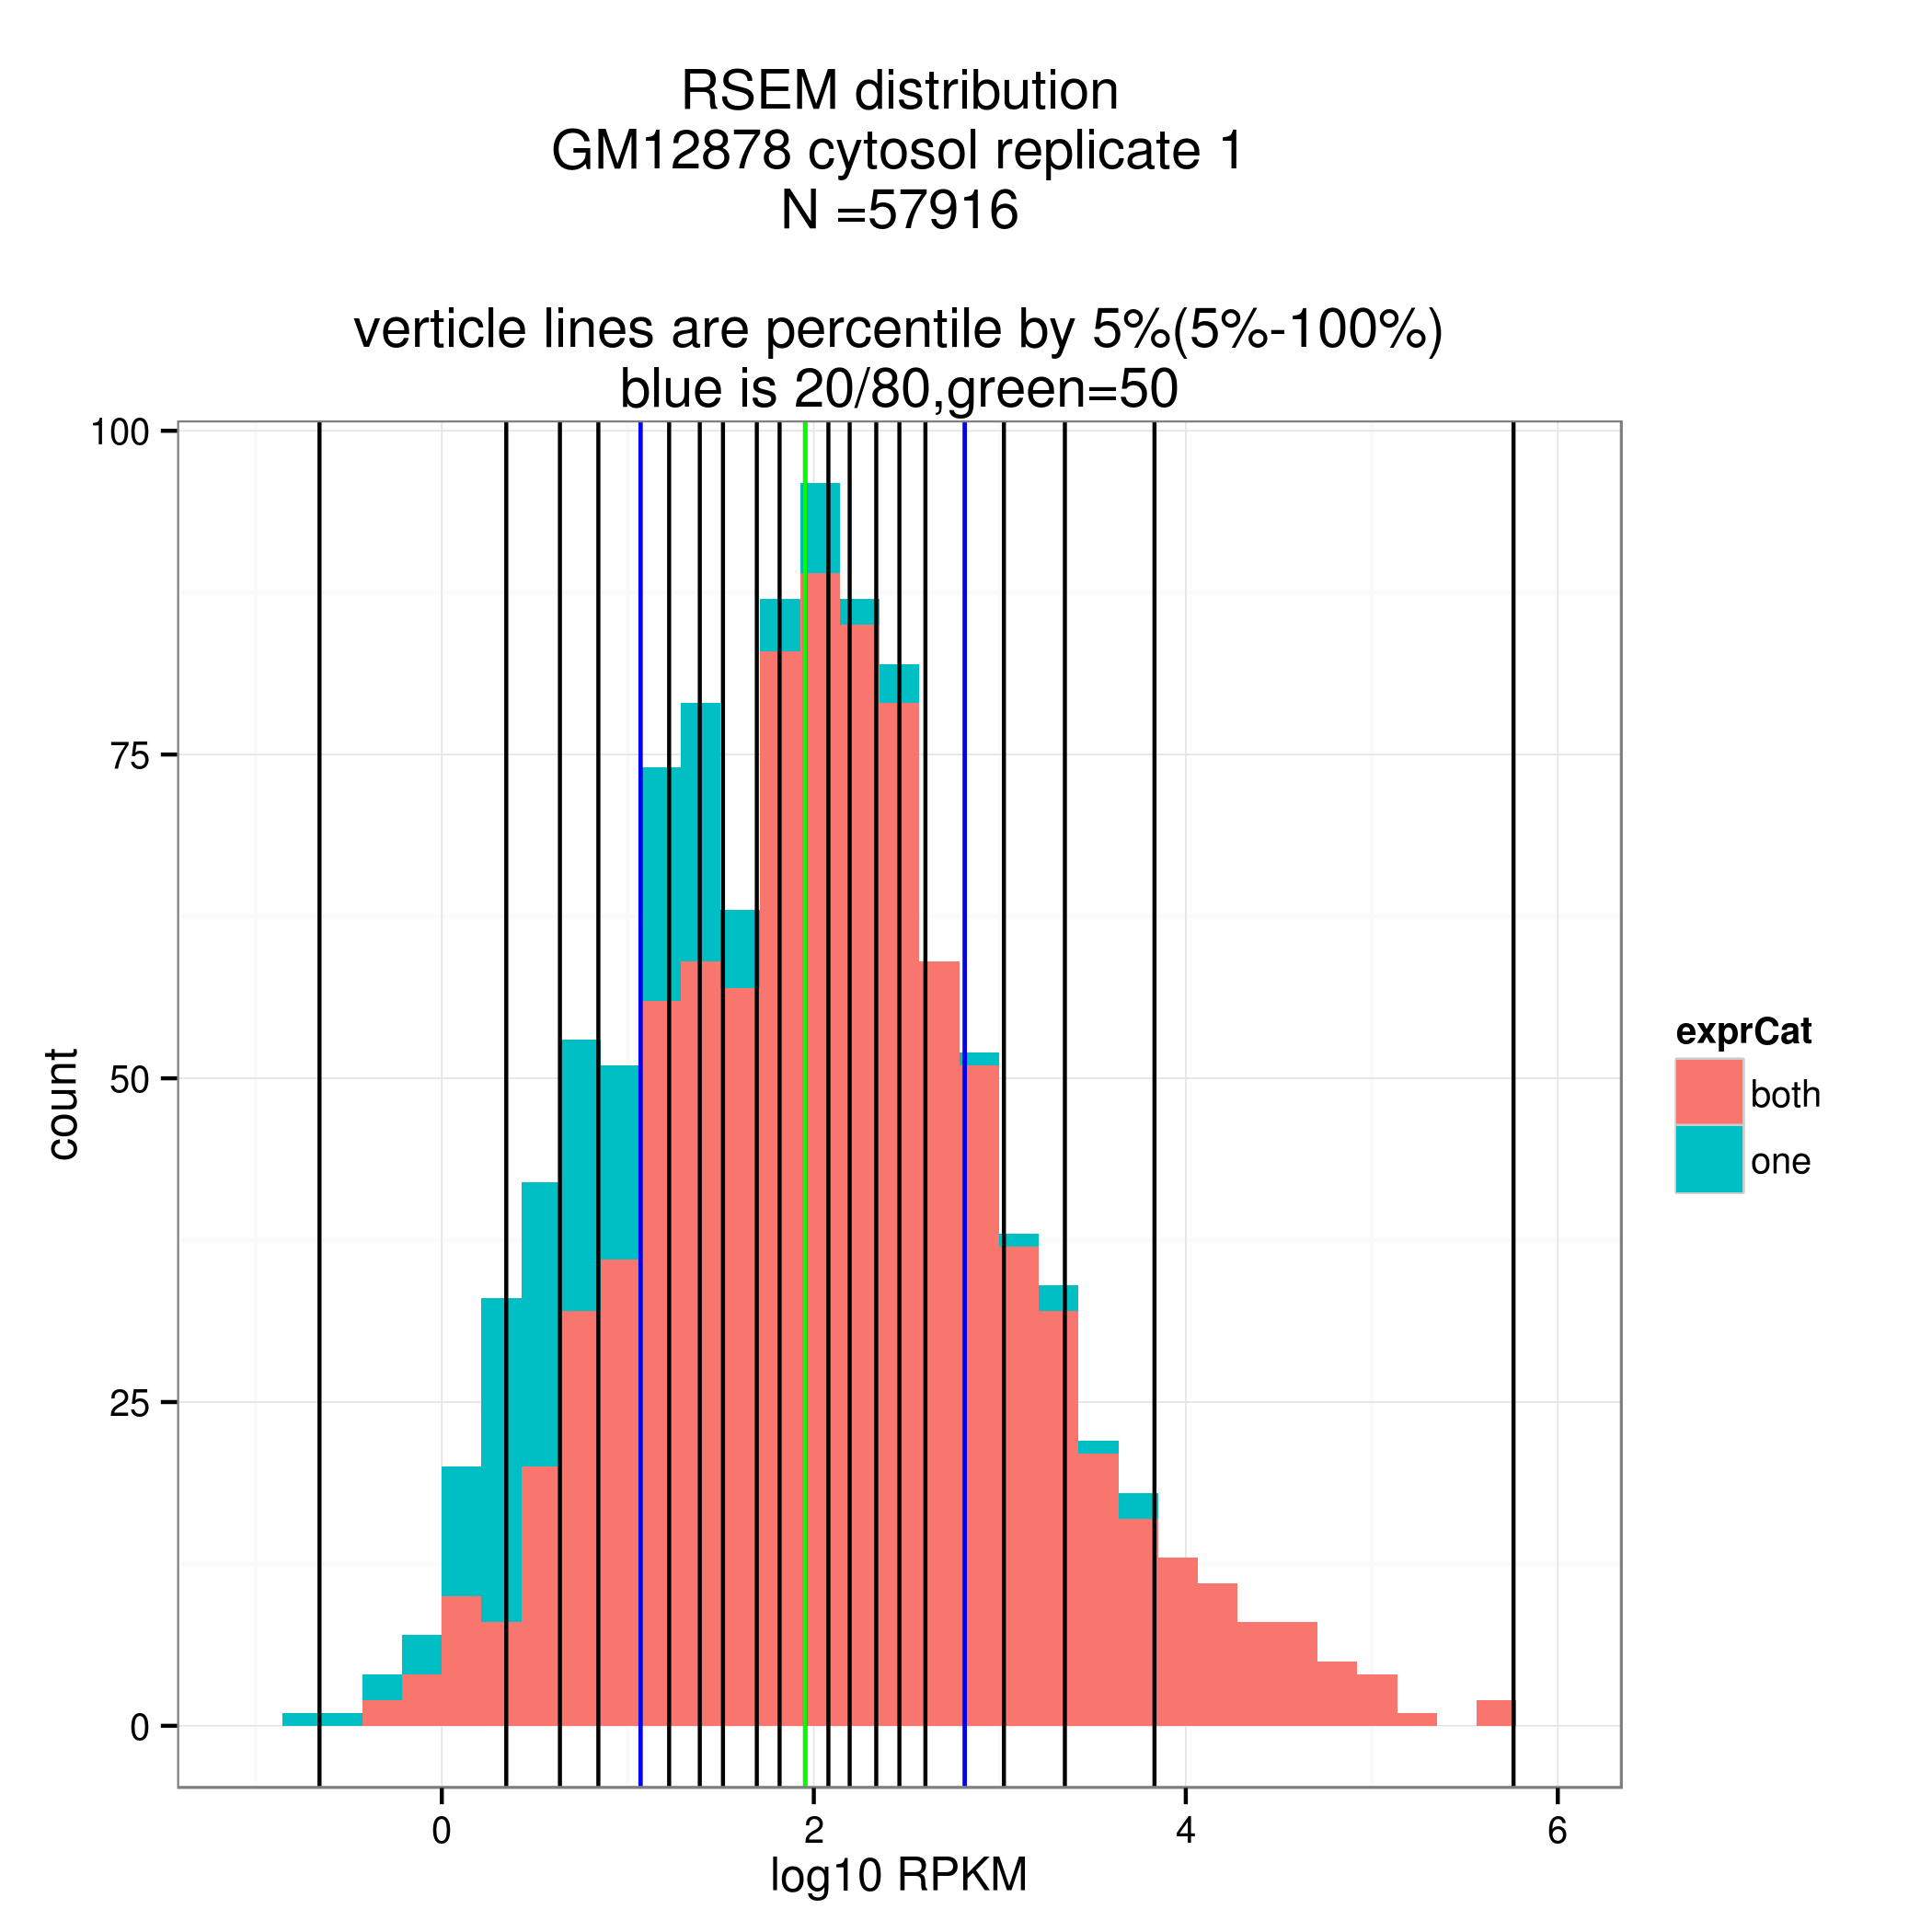 RSEM distribution
GM12878 cytosol replicate 1
N =57916
verticle lines are percentile by 5%(5%-100%)
blue is 20/80,green=50
100
75
50
25
0
count
0
2
4
6
log10 RPKM
exprCat
both
one